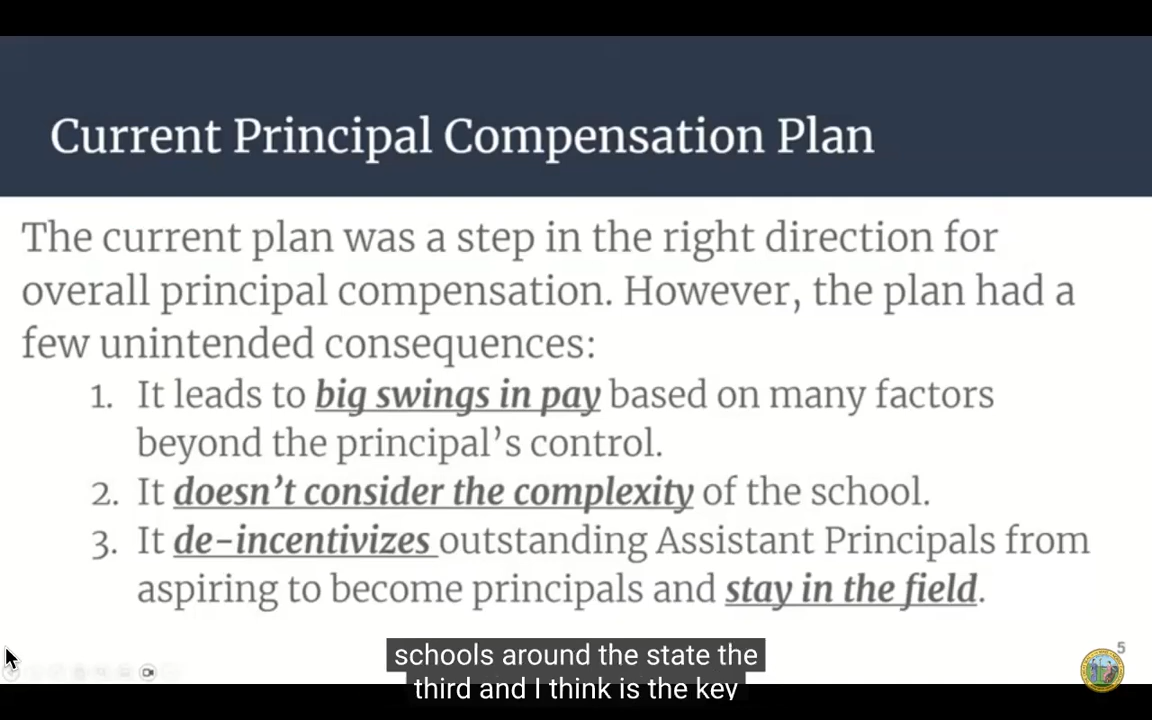 Current Principal Compensation Plan
The current plan was a step in the right direction for
overall principal compensation. However, the plan had a
few unintended consequences:
1. It leads to big swings in pay based on many factors
beyond the principal’s control.
2. It doesn’t consider the complexity of the school.
3. It de-incentivizes outstanding Assistant Principals from
aspiring to become principals and stay in the field.
schools around the state the
third and I think is the key
5